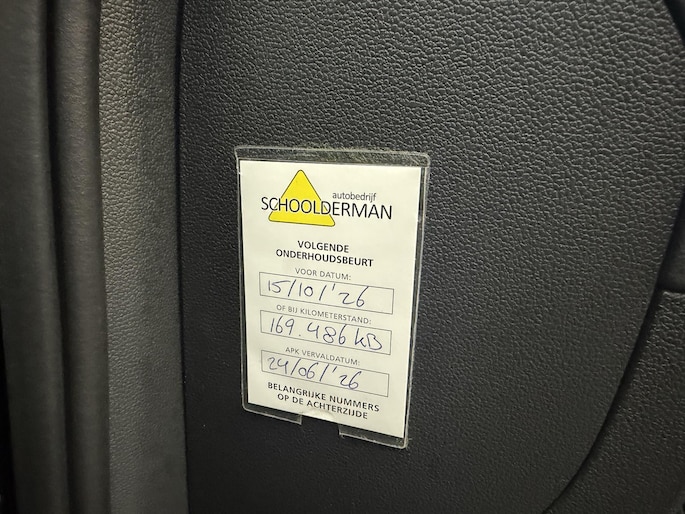 autobedrijf
SCHOOLDERMAN
VOLGENDE
ONDERHOUDSBEURT
VOOR DATUM:
15/10/'26
OF BIJ KILOMETERSTAND:
169.486 kB
APK VERVALDATUM:
24/06/'26
BELANGRIJKE NUMMERS
OP DE ACHTERZIJDE